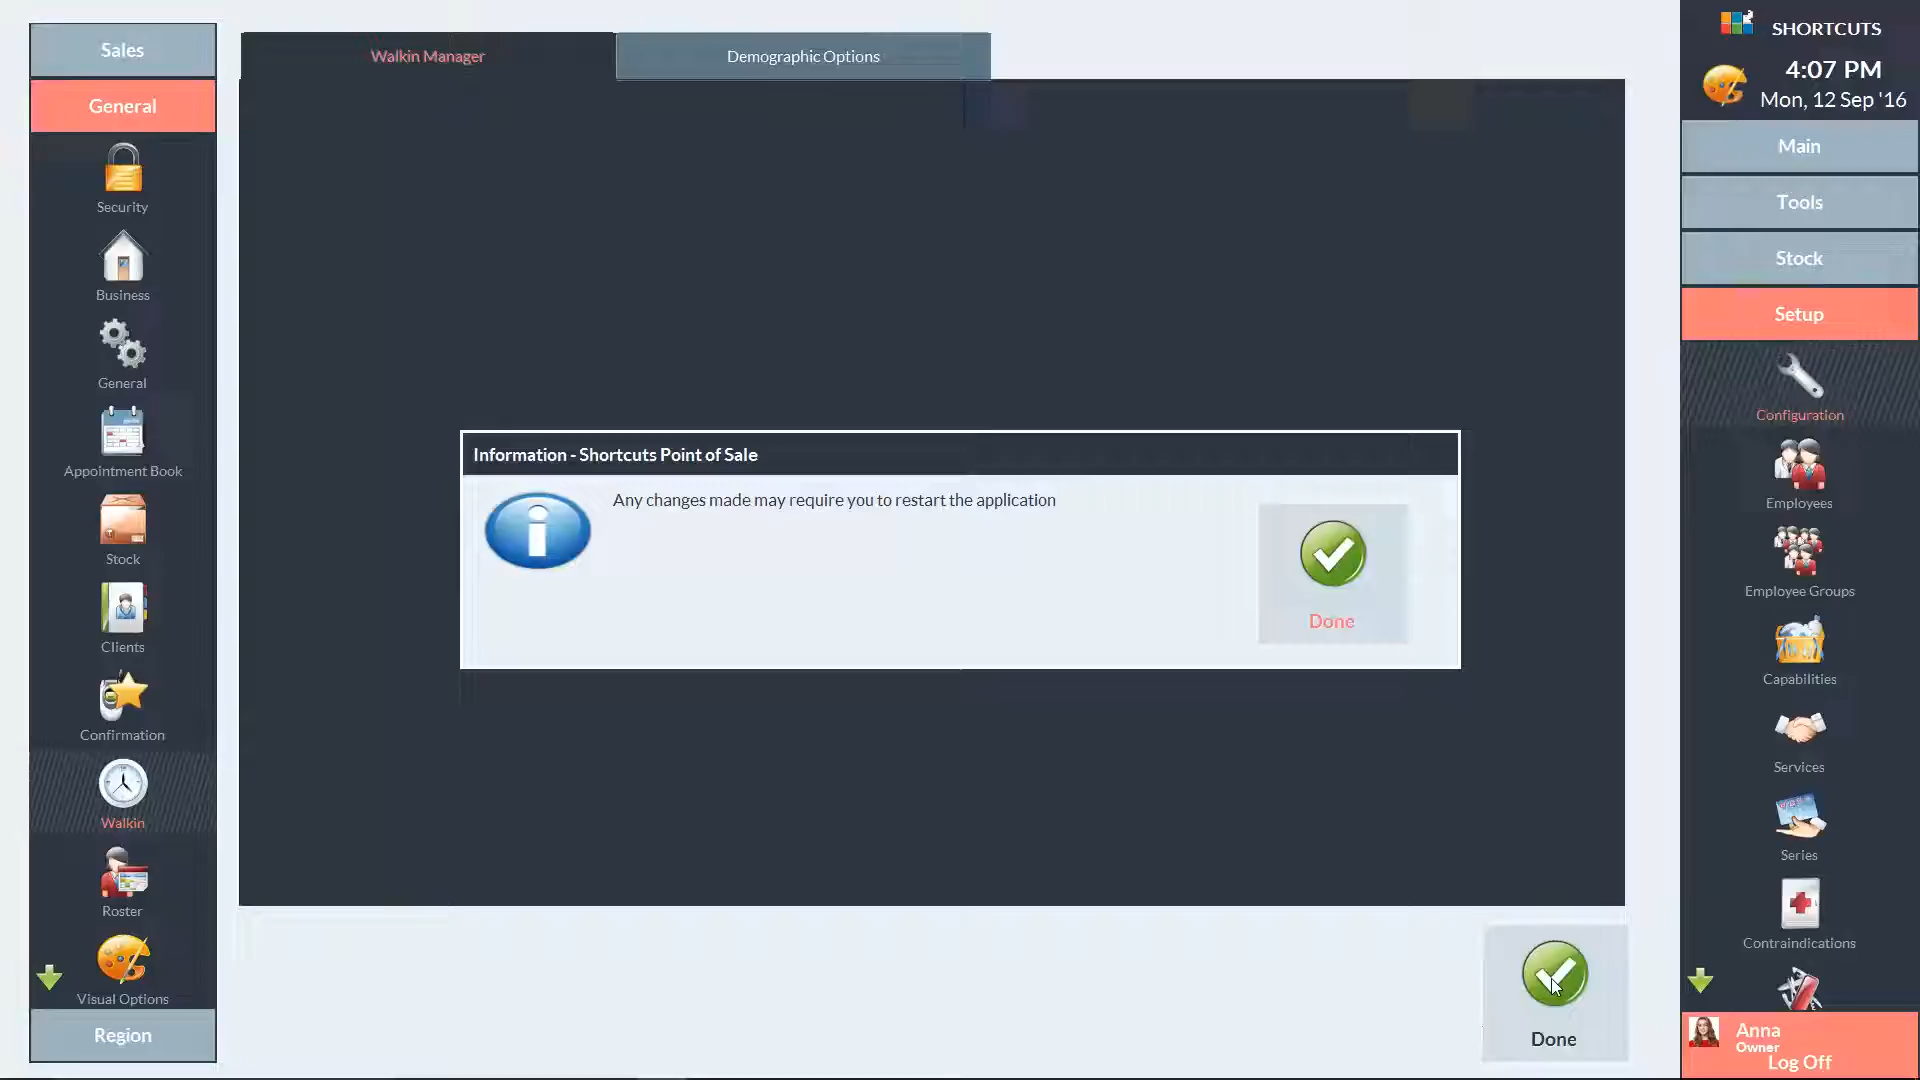 Sales
General
Security
Business
General
Appointment Book
Stock
Clients
Confirmation
Walkin
Roster
Visual Options
Region
Walkin Manager
Demographic Options
Information - Shortcuts Point of Sale
Any changes made may require you to restart the application
Done
Done
SHORTCUTS
4:07 PM
Mon, 12 Sep '16
Main
Tools
Stock
Setup
Configuration
Employees
Employee Groups
Capabilities
Services
Series
Contraindications
Anna
Owner
Log Off